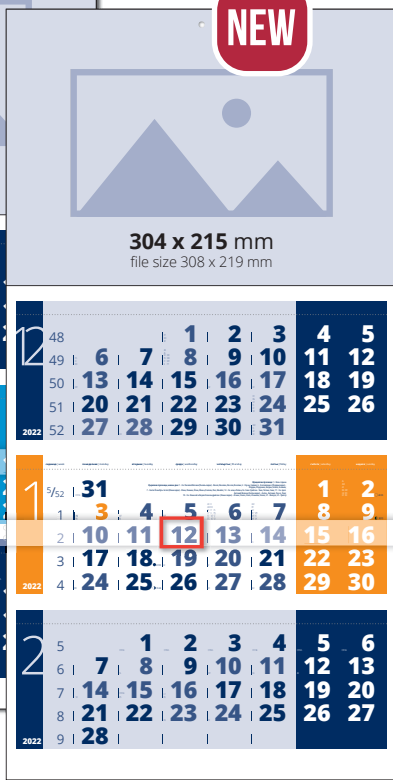 NEW
304 x 215 mm
file size 308 x 219 mm
12
48 1 2 3 4 5
49 6 7 8 9 10 11 12
50 13 14 15 16 17 18 19
51 20 21 22 23 24 25 26
2022 52 27 28 29 30 31
1
5/52 31 1 2
1 3 4 5 6 7 8 9
2 10 11 12 13 14 15 16
3 17 18 19 20 21 22 23
2022 4 24 25 26 27 28 29 30
2
5 1 2 3 4 5 6
6 7 8 9 10 11 12 13
7 14 15 16 17 18 19 20
8 21 22 23 24 25 26 27
2022 9 28